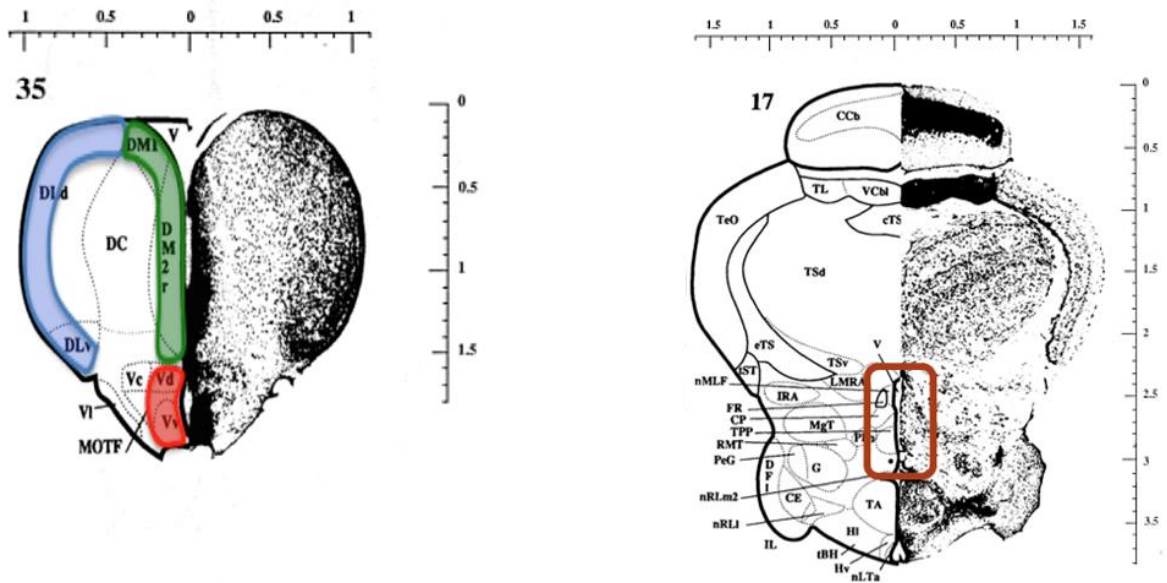 1 0.5 0 0.5 1
35
DM1
V
DLd
DC
D
M
2
r
DLv
Vc
Vd
Vl
Vv
MOTF
0
0.5
1
1.5
1.5 1 0.5 0 0.5 1 1.5
17
CCb
TL
VCbl
TeO
cTS
TSd
eTS
TSv
V
nMLF
LMRA
IRA
FR
CP
MgT
TPP
RMT
PeG
D
F
l
G
nRLm2
CE
TA
nRLl
Hl
IL
tBH
Hv
nLTa
0
0.5
1
1.5
2
2.5
3
3.5